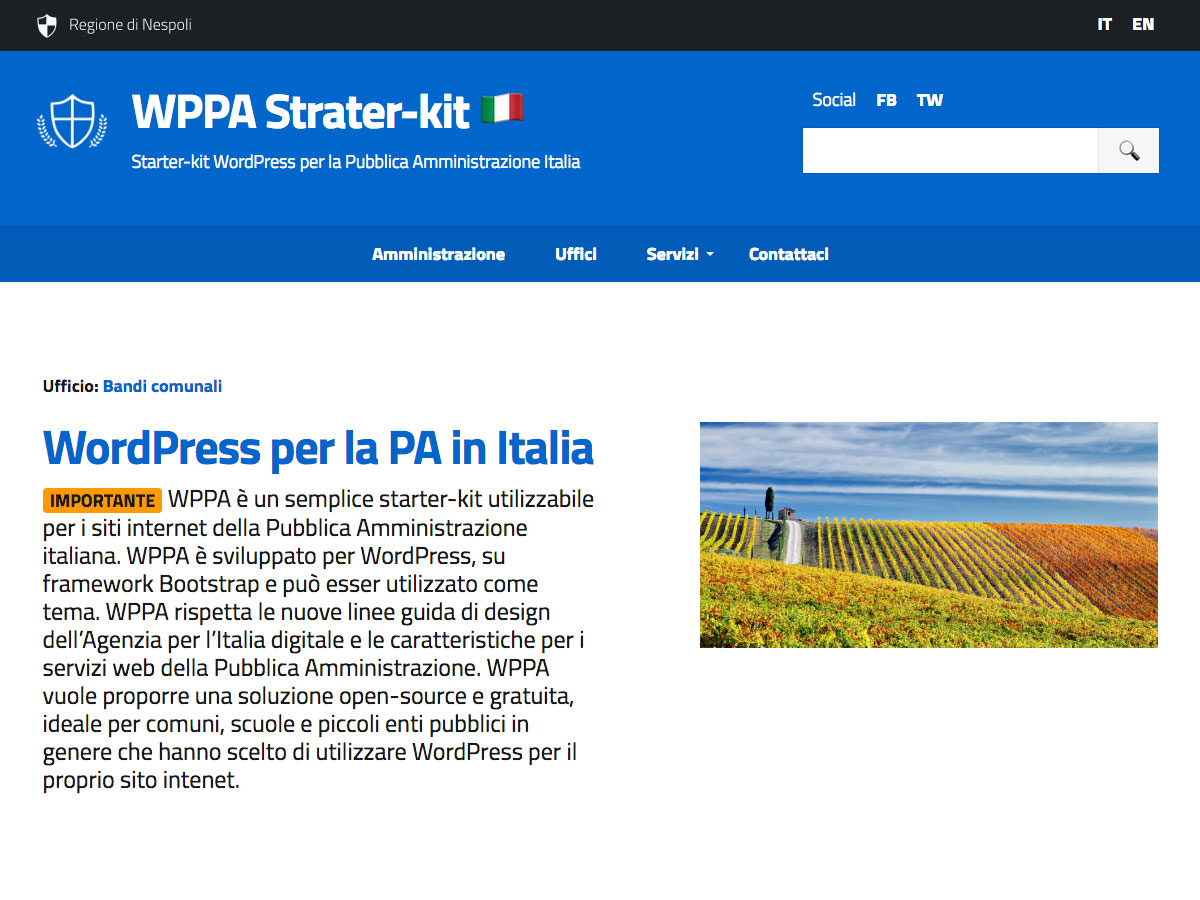 Regione di Nespoli
IT EN
WPPA Strater-kit 🇮🇹
Starter-kit WordPress per la Pubblica Amministrazione Italia
Social FB TW
Amministrazione Uffici Servizi Contattaci
Ufficio: Bandi comunali
WordPress per la PA in Italia
IMPORTANTE WPPA è un semplice starter-kit utilizzabile
per i siti internet della Pubblica Amministrazione
italiana. WPPA è sviluppato per WordPress, su
framework Bootstrap e può esser utilizzato come
tema. WPPA rispetta le nuove linee guida di design
dell’Agenzia per l’Italia digitale e le caratteristiche per i
servizi web della Pubblica Amministrazione. WPPA
vuole proporre una soluzione open-source e gratuita,
ideale per comuni, scuole e piccoli enti pubblici in
genere che hanno scelto di utilizzare WordPress per il
proprio sito intenet.